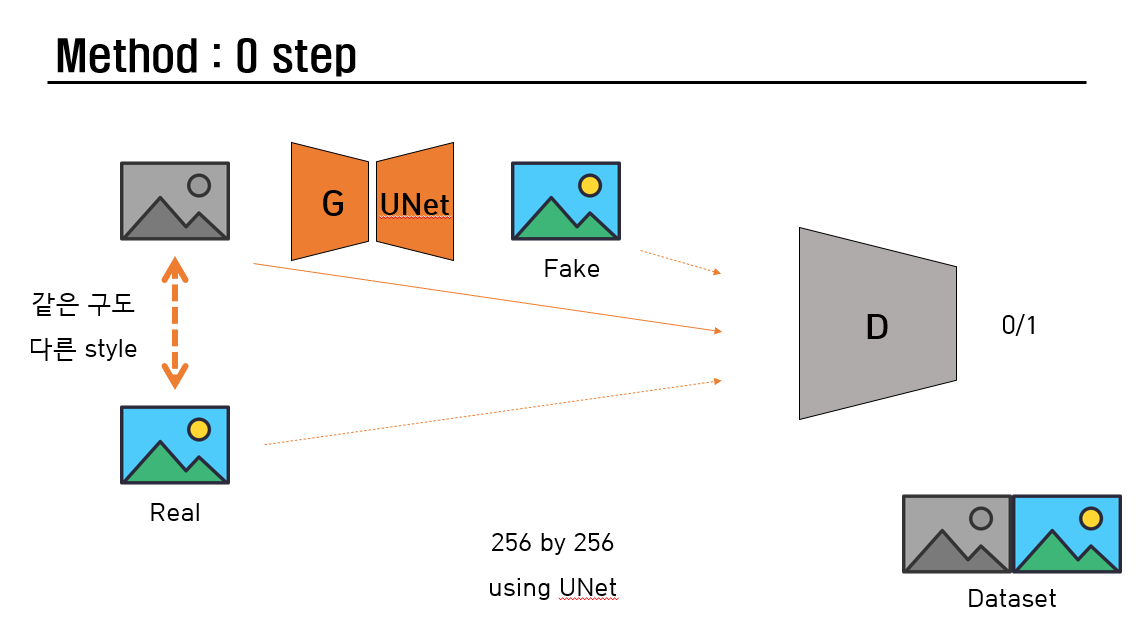 Method : 0 step
G
UNet
Fake
같은 구도
다른 style
D
0/1
Real
256 by 256
using UNet
Dataset